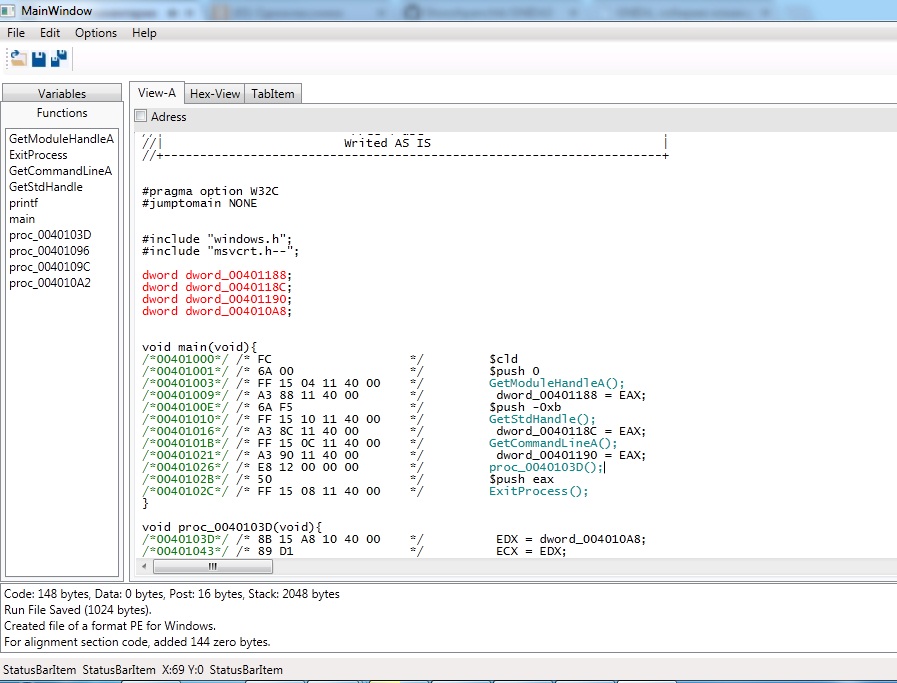 MainWindow
File Edit Options Help
Variables
Functions
GetModuleHandleA
ExitProcess
GetCommandLineA
GetStdHandle
printf
main
proc_0040103D
proc_00401096
proc_0040109C
proc_004010A2
View-A Hex-View TabItem
Adress
//| Writed AS IS |
//+----------------------------------------------------------------------+
#pragma option W32C
#jumptomain NONE
#include "windows.h";
#include "msvcrt.h--";
dword dword_00401188;
dword dword_0040118C;
dword dword_00401190;
dword dword_004010A8;
void main(void){
/*00401000*/ /* FC */ $cld
/*00401001*/ /* 6A 00 */ $push 0
/*00401003*/ /* FF 15 04 11 40 00 */ GetModuleHandleA();
/*00401009*/ /* A3 88 11 40 00 */ dword_00401188 = EAX;
/*0040100E*/ /* 6A F5 */ $push -0xb
/*00401010*/ /* FF 15 10 11 40 00 */ GetStdHandle();
/*00401016*/ /* A3 8C 11 40 00 */ dword_0040118C = EAX;
/*0040101B*/ /* FF 15 0C 11 40 00 */ GetCommandLineA();
/*00401021*/ /* A3 90 11 40 00 */ dword_00401190 = EAX;
/*00401026*/ /* E8 12 00 00 00 */ proc_0040103D();
/*0040102B*/ /* 50 */ $push eax
/*0040102C*/ /* FF 15 08 11 40 00 */ ExitProcess();
}
void proc_0040103D(void){
/*0040103D*/ /* 8B 15 A8 10 40 00 */ EDX = dword_004010A8;
/*00401043*/ /* 89 D1 */ ECX = EDX;
Code: 148 bytes, Data: 0 bytes, Post: 16 bytes, Stack: 2048 bytes
Run File Saved (1024 bytes).
Created file of a format PE for Windows.
For alignment section code, added 144 zero bytes.
StatusBarItem StatusBarItem X:69 Y:0 StatusBarItem